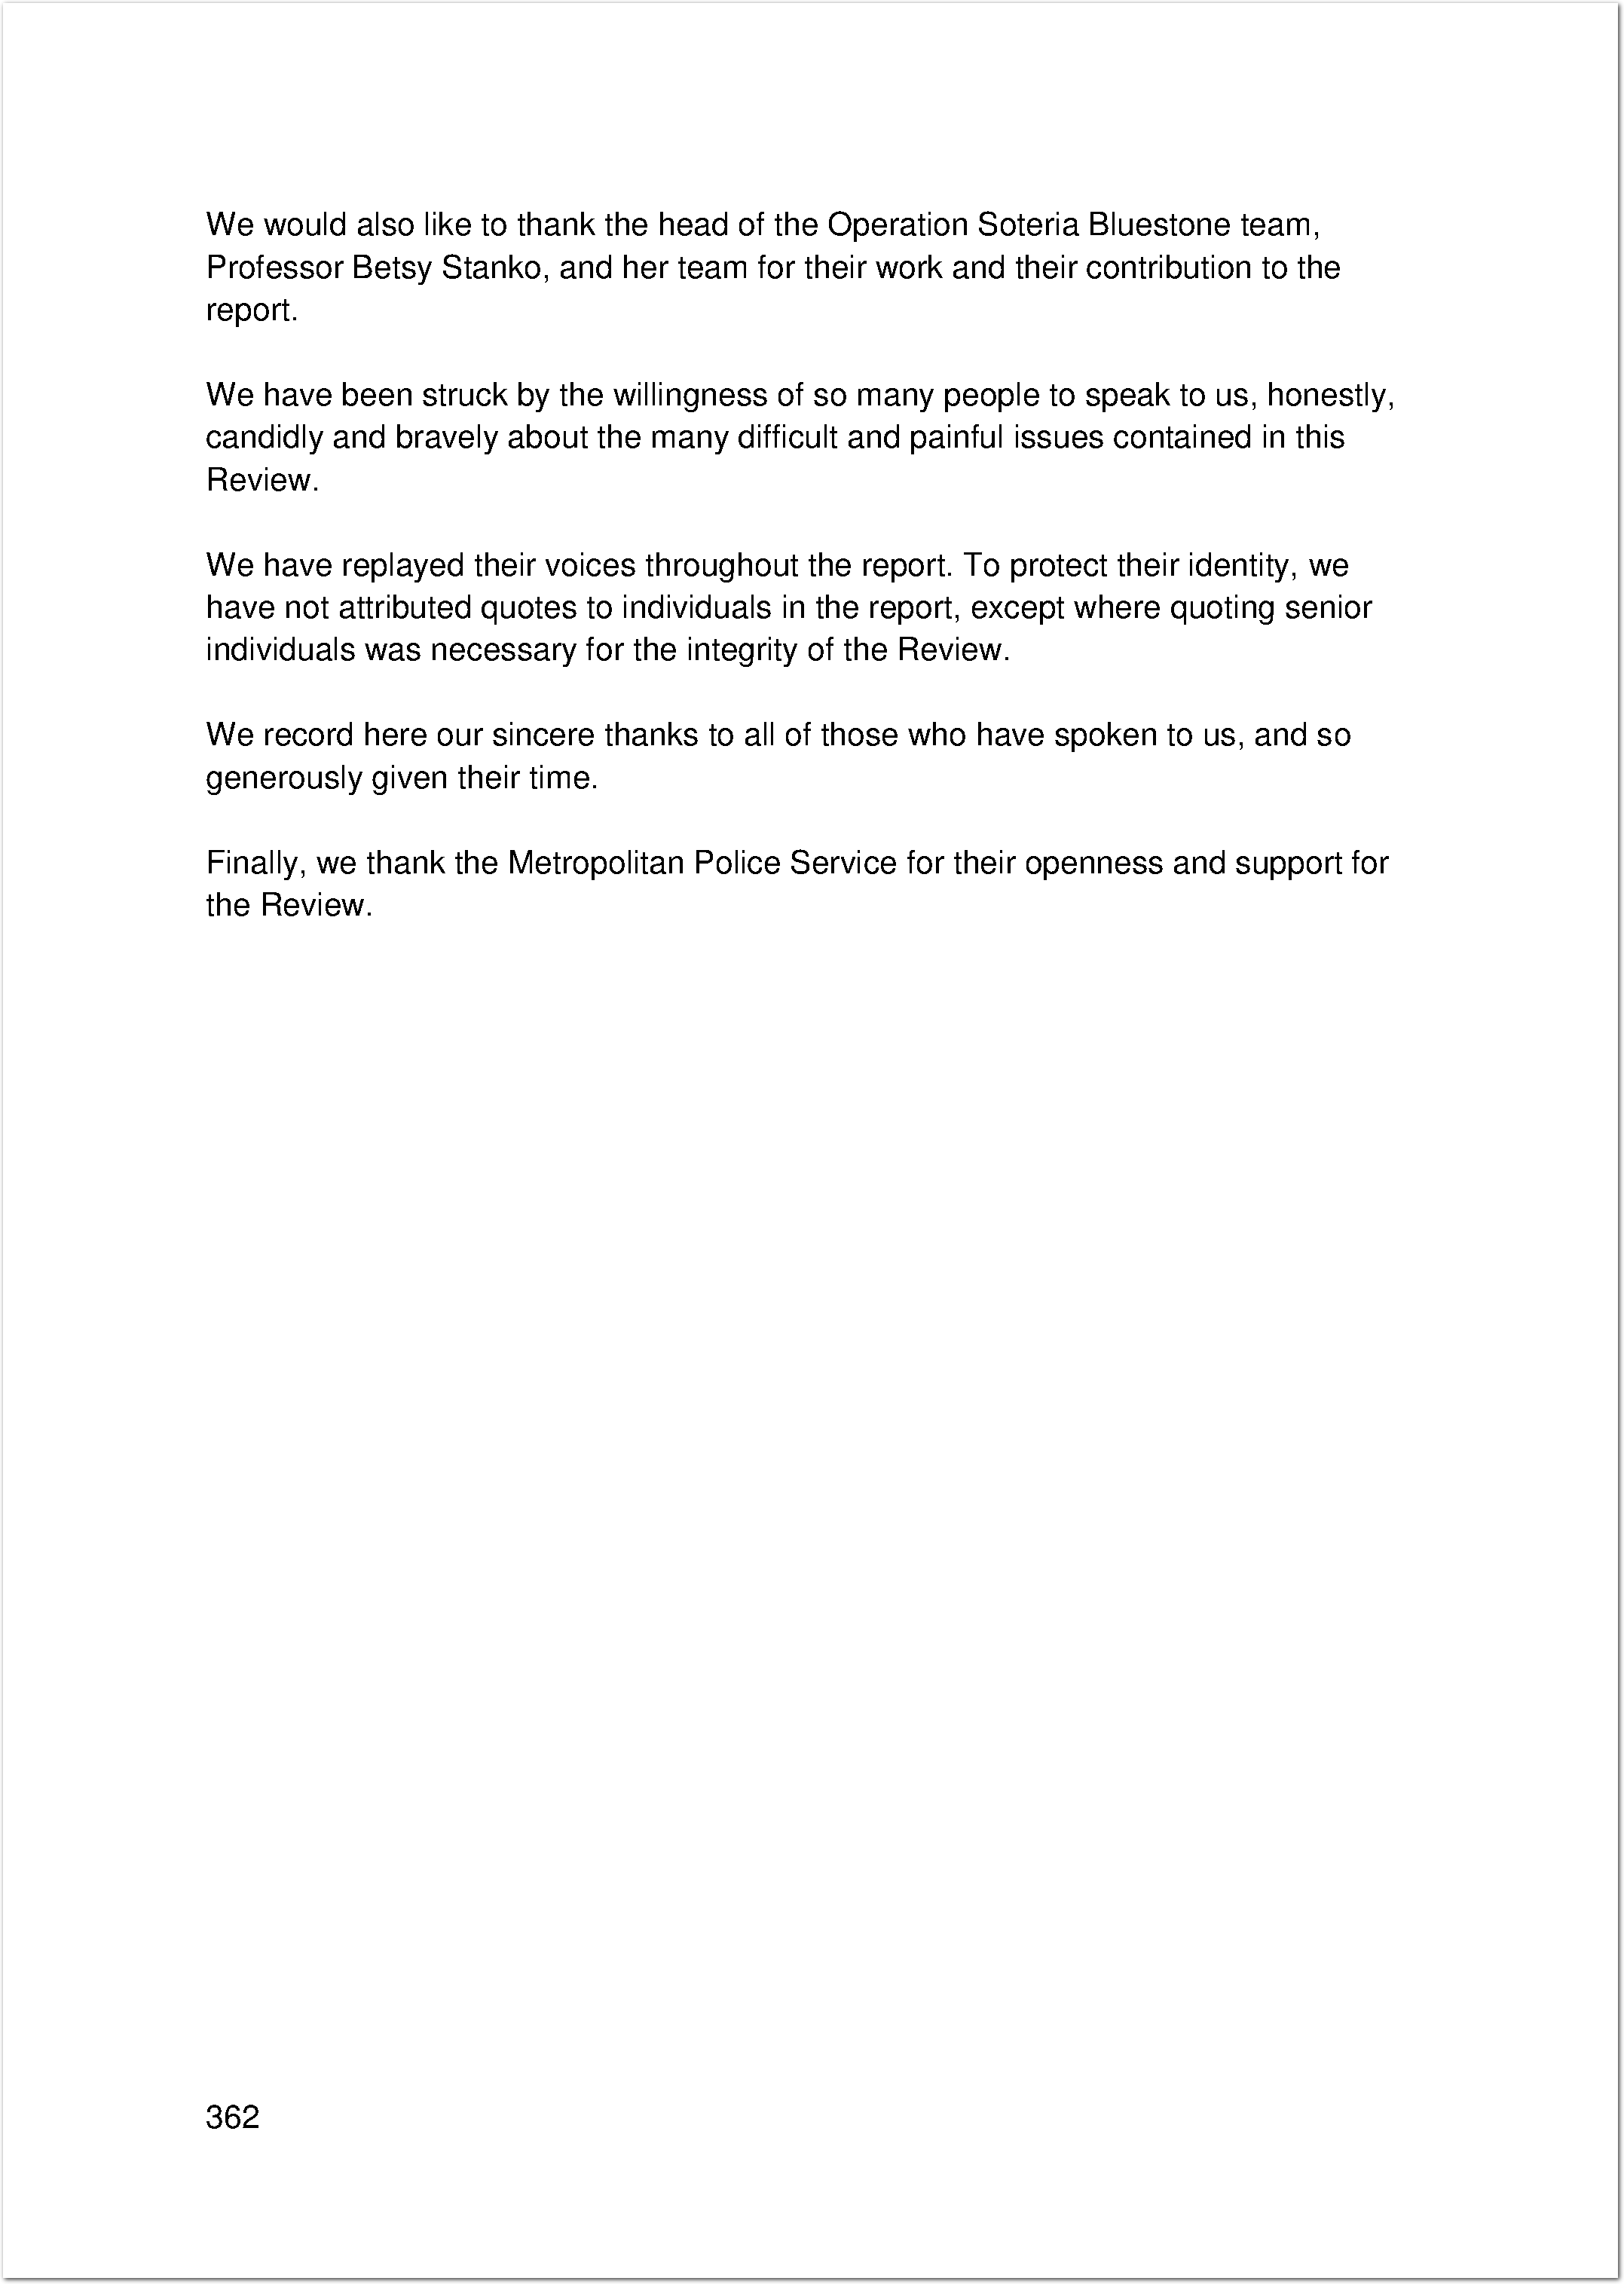 We would also like to thank the head of the Operation Soteria Bluestone team,
Professor Betsy Stanko, and her team for their work and their contribution to the
report.
We have been struck by the willingness of so many people to speak to us, honestly,
candidly and bravely about the many difficult and painful issues contained in this
Review.
We have replayed their voices throughout the report. To protect their identity, we
have not attributed quotes to individuals in the report, except where quoting senior
individuals was necessary for the integrity of the Review.
We record here our sincere thanks to all of those who have spoken to us, and so
generously given their time.
Finally, we thank the Metropolitan Police Service for their openness and support for
the Review.
362